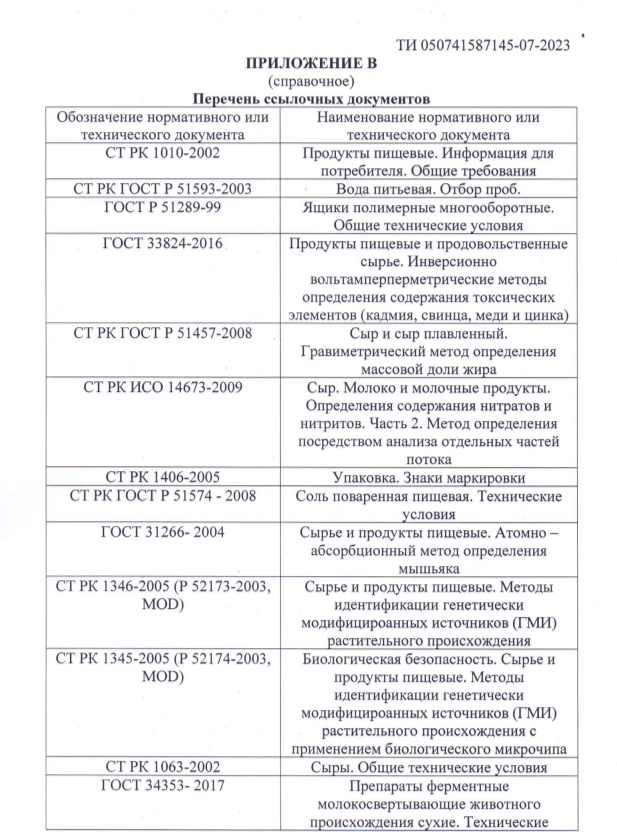 ТИ 050741587145-07-2023
ПРИЛОЖЕНИЕ В
(справочное)
Перечень ссылочных документов
Обозначение нормативного или
технического документа
Наименование нормативного или
технического документа
СТ РК 1010-2002
Продукты пищевые. Информация для
потребителя. Общие требования
СТ РК ГОСТ Р 51593-2003
Вода питьевая. Отбор проб.
ГОСТ Р 51289-99
Ящики полимерные многооборотные.
Общие технические условия
ГОСТ 33824-2016
Продукты пищевые и продовольственные
сырье. Инверсионно
вольтамперперметрические методы
определения содержания токсических
элементов (кадмия, свинца, меди и цинка)
СТ РК ГОСТ Р 51457-2008
Сыр и сыр плавленный.
Гравиметрический метод определения
массовой доли жира
СТ РК ИСО 14673-2009
Сыр. Молоко и молочные продукты.
Определения содержания нитратов и
нитритов. Часть 2. Метод определения
посредством анализа отдельных частей
потока
СТ РК 1406-2005
Упаковка. Знаки маркировки
СТ РК ГОСТ Р 51574 - 2008
Соль поваренная пищевая. Технические
условия
ГОСТ 31266- 2004
Сырье и продукты пищевые. Атомно –
абсорбционный метод определения
мышьяка
СТ РК 1346-2005 (Р 52173-2003,
MOD)
Сырье и продукты пищевые. Методы
идентификации генетически
модифицироанных источников (ГМИ)
растительного происхождения
СТ РК 1345-2005 (Р 52174-2003,
MOD)
Биологическая безопасность. Сырье и
продукты пищевые. Методы
идентификации генетически
модифицироанных источников (ГМИ)
растительного происхождения с
применением биологического микрочипа
СТ РК 1063-2002
Сыры. Общие технические условия
ГОСТ 34353- 2017
Препараты ферментные
молокосвертывающие животного
происхождения сухие. Технические